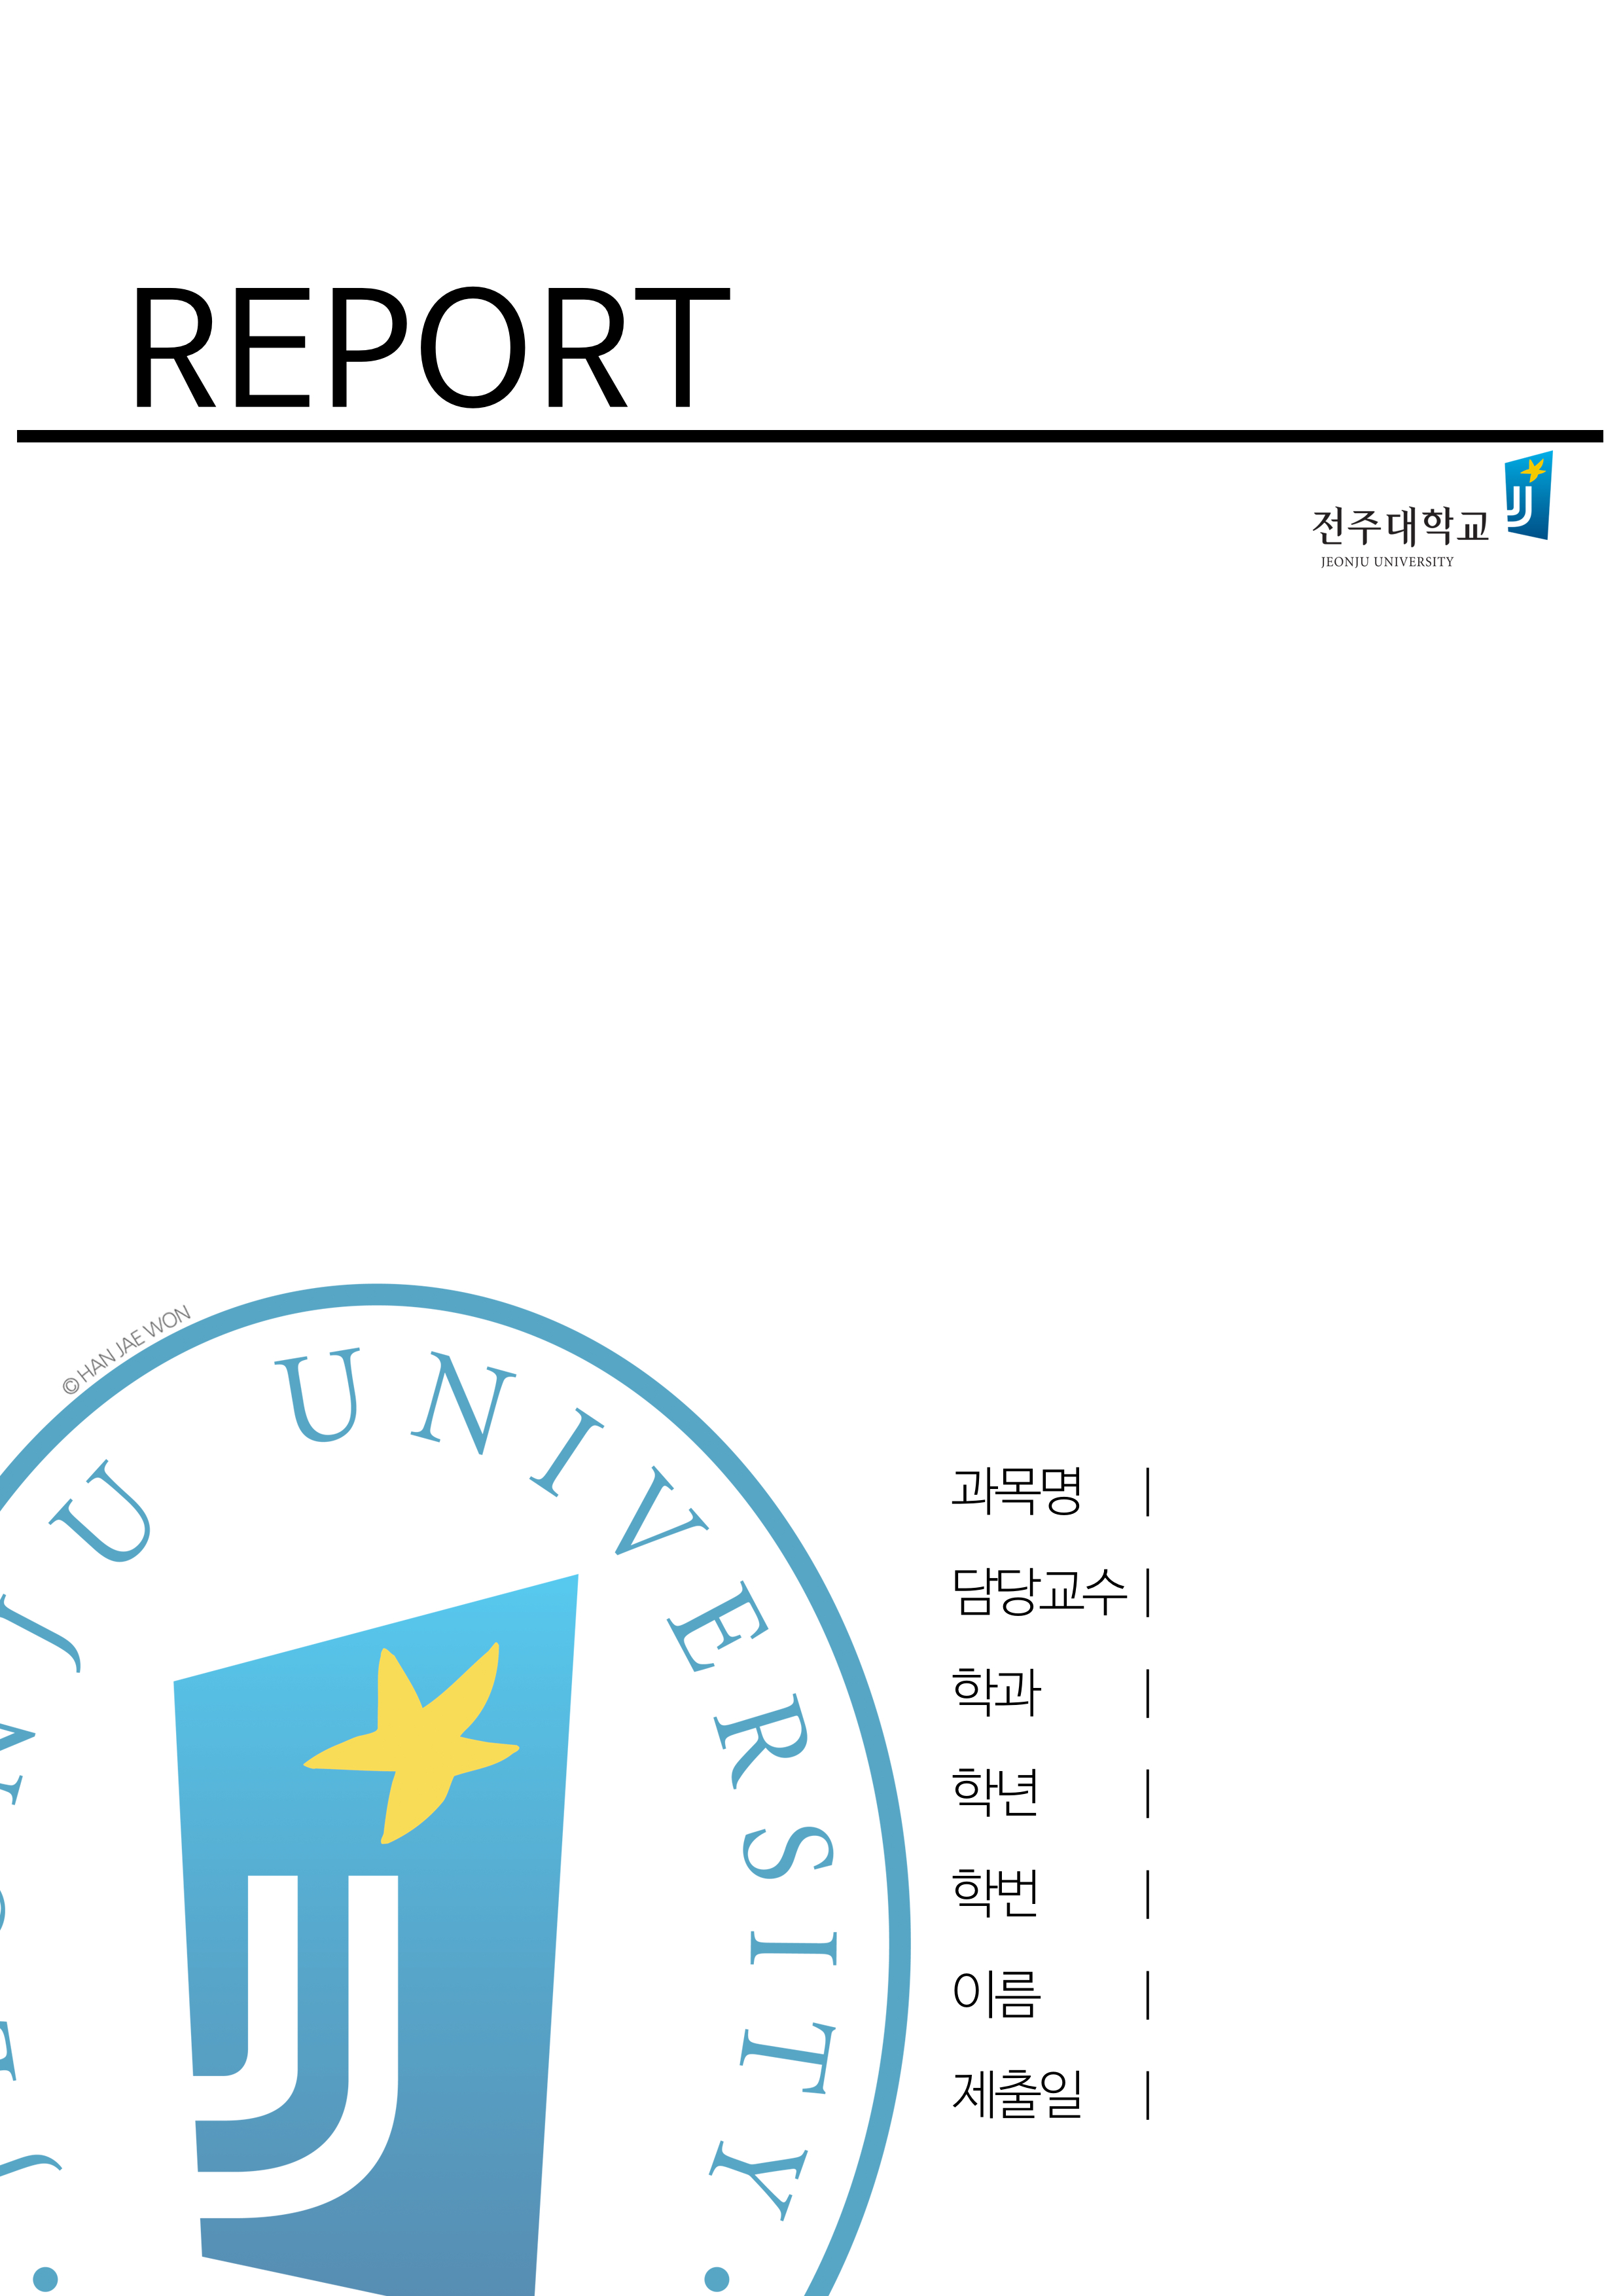 REPORT
전주대학교
JEONJU UNIVERSITY
© HAN JAE WON
JEONJU UNIVERSITY
과목명 |
담당교수 |
학과 |
학년 |
학번 |
이름 |
제출일 |